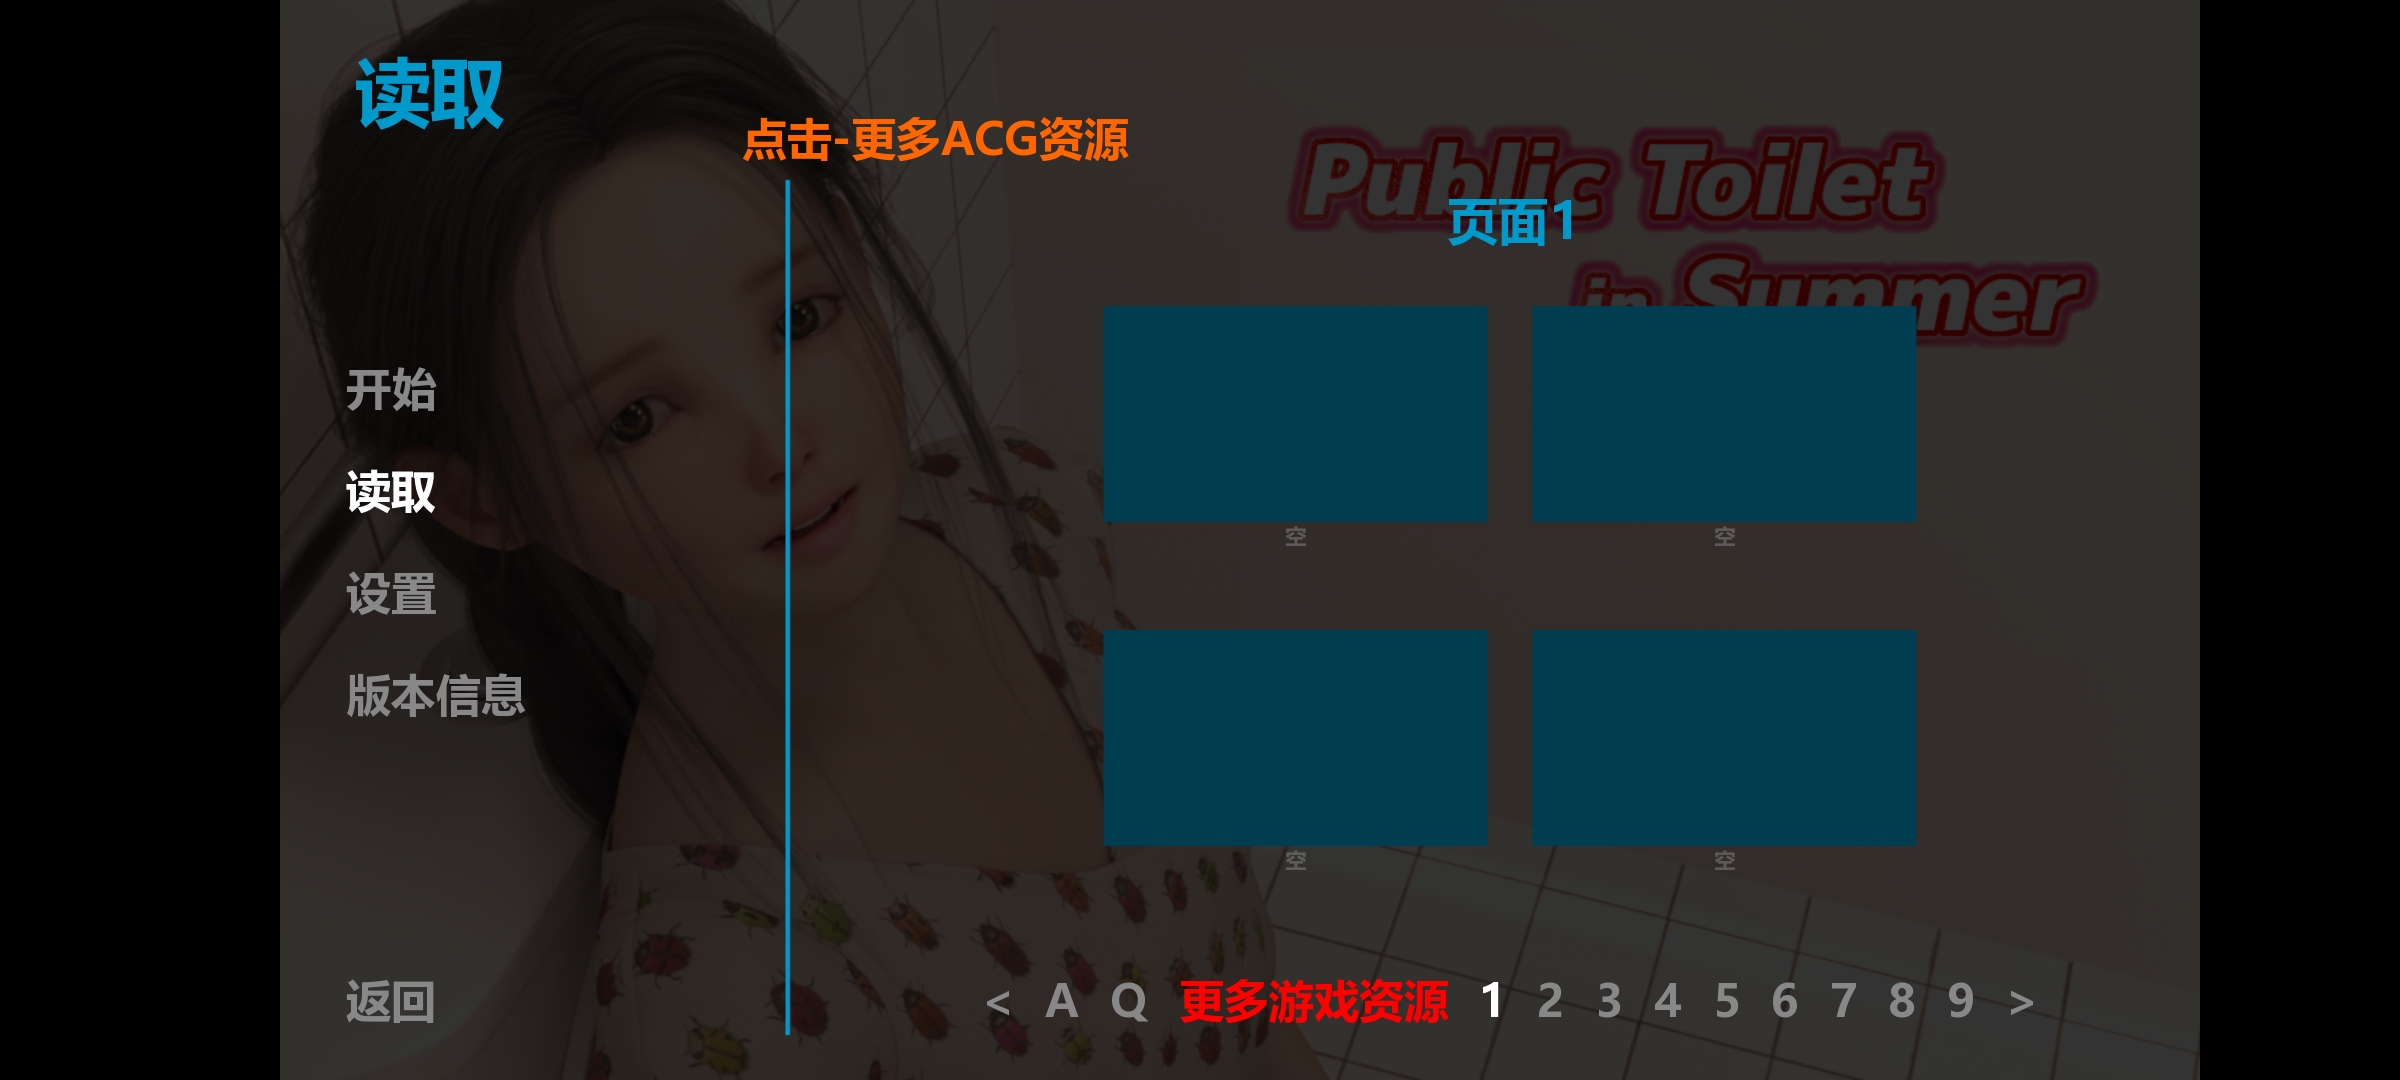 读取
点击-更多ACG资源
Public Toilet
in Summer
页面1
开始
读取
设置
版本信息
空
空
空
空
返回
< A Q 更多游戏资源 1 2 3 4 5 6 7 8 9 >